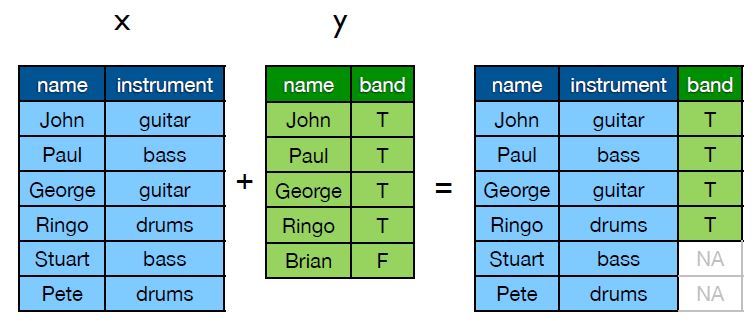 x y
name instrument name band name instrument band
John guitar John T John guitar T
Paul bass Paul T Paul bass T
George guitar + George T = George guitar T
Ringo drums Ringo T Ringo drums T
Stuart bass Brian F Stuart bass NA
Pete drums Pete drums NA